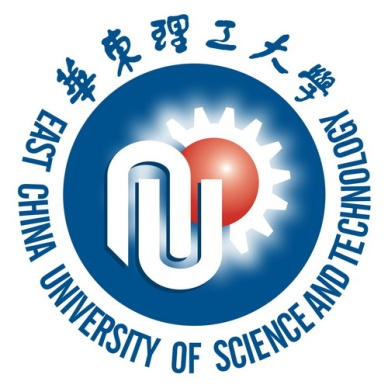 華東理工大學
EAST CHINA UNIVERSITY OF SCIENCE AND TECHNOLOGY